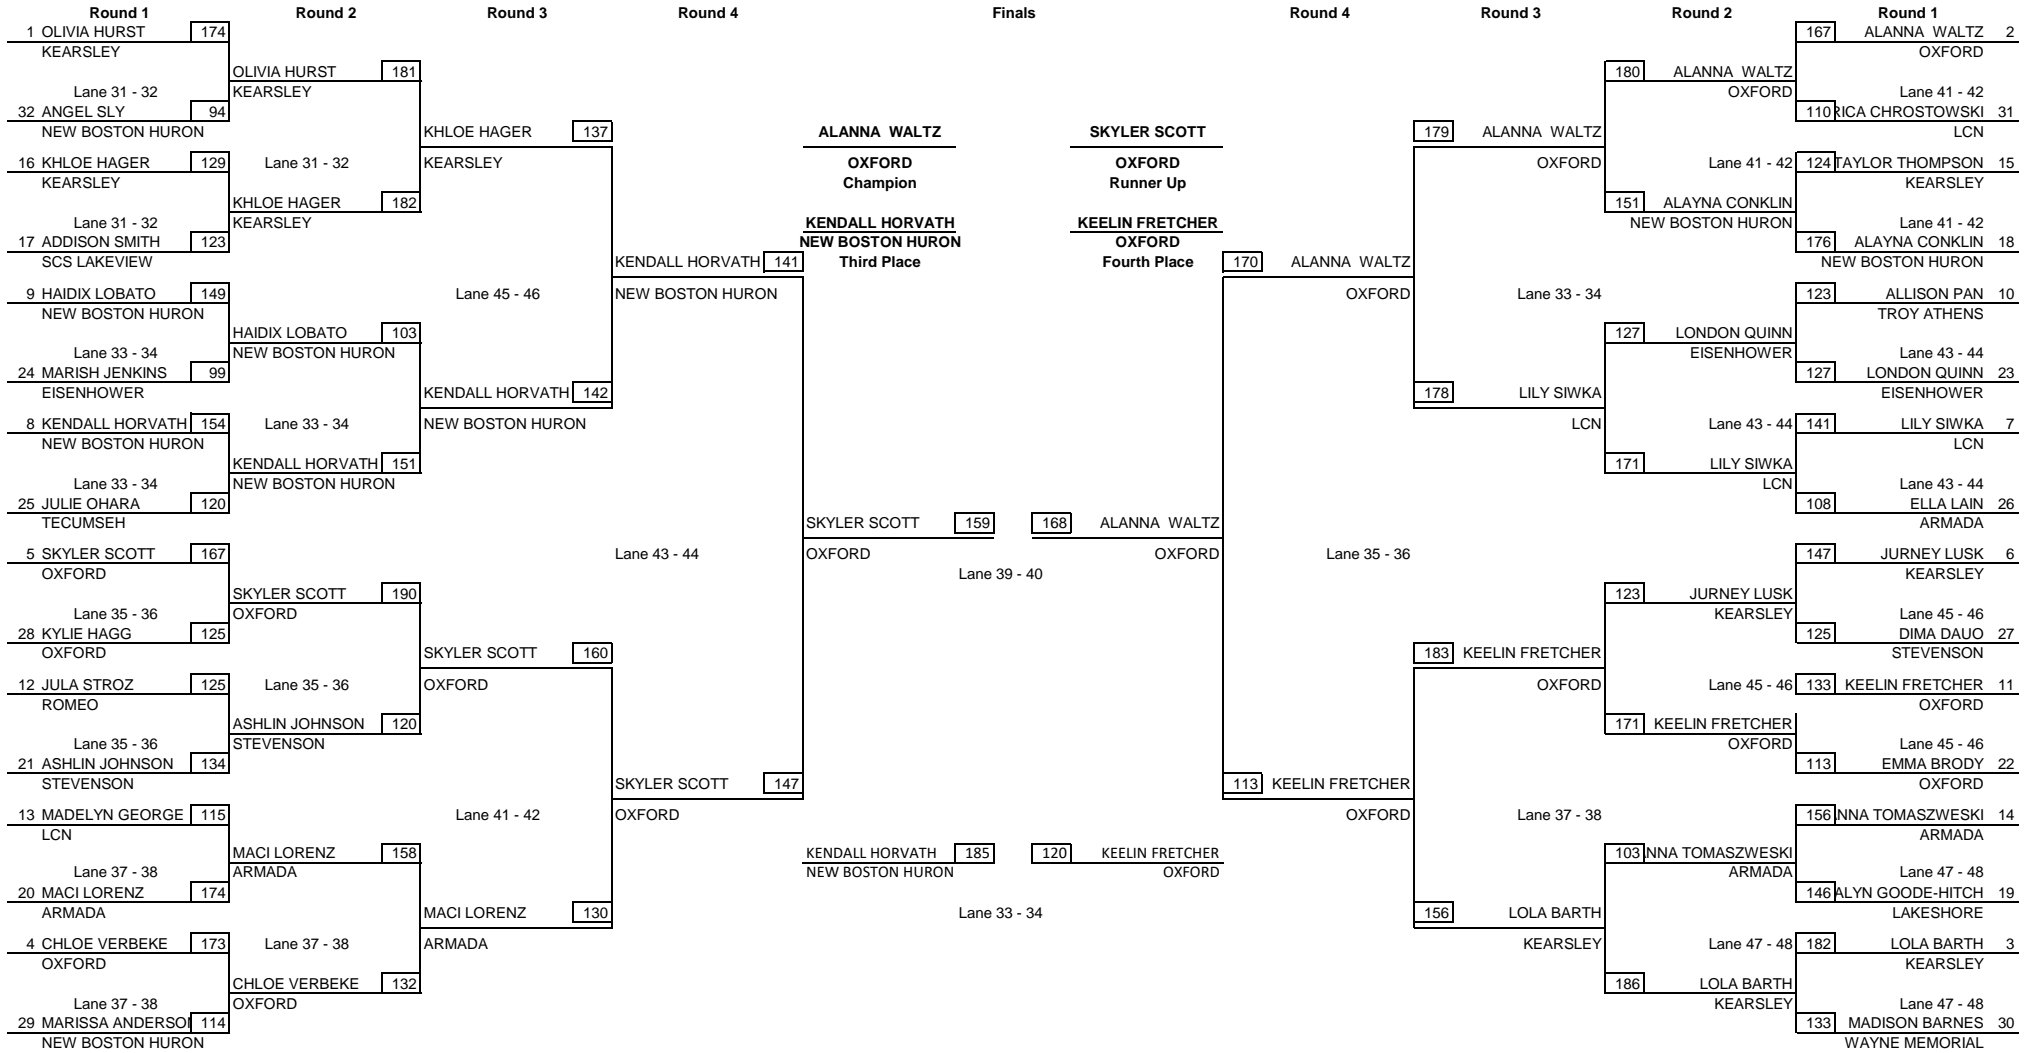 Round 1 Round 2 Round 3 Round 4 Finals Round 4 Round 3 Round 2 Round 1
1 OLIVIA HURST 174
KEARSLEY
Lane 31 - 32
32 ANGEL SLY 94
NEW BOSTON HURON
16 KHLOE HAGER 129
KEARSLEY
Lane 31 - 32
17 ADDISON SMITH 123
SCS LAKEVIEW
9 HAIDIX LOBATO 149
NEW BOSTON HURON
Lane 33 - 34
24 MARISH JENKINS 99
EISENHOWER
8 KENDALL HORVATH 154
NEW BOSTON HURON
Lane 33 - 34
25 JULIE OHARA 120
TECUMSEH
5 SKYLER SCOTT 167
OXFORD
Lane 35 - 36
28 KYLIE HAGG 125
OXFORD
12 JULA STROZ 125
ROMEO
Lane 35 - 36
21 ASHLIN JOHNSON 134
STEVENSON
13 MADELYN GEORGE 115
LCN
Lane 37 - 38
20 MACI LORENZ 174
ARMADA
4 CHLOE VERBEKE 173
OXFORD
Lane 37 - 38
29 MARISSA ANDERSON 114
NEW BOSTON HURON
OLIVIA HURST 181
KEARSLEY
Lane 31 - 32
KHLOE HAGER 182
KEARSLEY
HAIDIX LOBATO 103
NEW BOSTON HURON
Lane 33 - 34
KENDALL HORVATH 151
NEW BOSTON HURON
SKYLER SCOTT 190
OXFORD
Lane 35 - 36
ASHLIN JOHNSON 120
STEVENSON
MACI LORENZ 158
ARMADA
Lane 37 - 38
CHLOE VERBEKE 132
OXFORD
KHLOE HAGER 137
KEARSLEY
Lane 45 - 46
KENDALL HORVATH 142
NEW BOSTON HURON
SKYLER SCOTT 160
OXFORD
Lane 41 - 42
MACI LORENZ 130
ARMADA
KENDALL HORVATH 141
NEW BOSTON HURON
Lane 43 - 44
SKYLER SCOTT 147
OXFORD
ALANNA WALTZ
OXFORD
Champion
SKYLER SCOTT
OXFORD
Runner Up
KENDALL HORVATH
NEW BOSTON HURON
Third Place
KEELIN FRETCHER
OXFORD
Fourth Place
SKYLER SCOTT 159
OXFORD
168 ALANNA WALTZ
OXFORD
Lane 39 - 40
KENDALL HORVATH 185
NEW BOSTON HURON
120 KEELIN FRETCHER
OXFORD
Lane 33 - 34
170 ALANNA WALTZ
OXFORD
Lane 35 - 36
113 KEELIN FRETCHER
OXFORD
179 ALANNA WALTZ
OXFORD
Lane 33 - 34
178 LILY SIWKA
LCN
183 KEELIN FRETCHER
OXFORD
Lane 37 - 38
156 LOLA BARTH
KEARSLEY
180 ALANNA WALTZ
OXFORD
Lane 41 - 42
151 ALAYNA CONKLIN
NEW BOSTON HURON
127 LONDON QUINN
EISENHOWER
Lane 43 - 44
171 LILY SIWKA
LCN
123 JURNEY LUSK
KEARSLEY
Lane 45 - 46
171 KEELIN FRETCHER
OXFORD
103 NNA TOMASZWESKI
ARMADA
Lane 47 - 48
186 LOLA BARTH
KEARSLEY
167 ALANNA WALTZ 2
OXFORD
Lane 41 - 42
110 RICA CHROSTOWSKI 31
LCN
124 TAYLOR THOMPSON 15
KEARSLEY
Lane 41 - 42
176 ALAYNA CONKLIN 18
NEW BOSTON HURON
123 ALLISON PAN 10
TROY ATHENS
Lane 43 - 44
127 LONDON QUINN 23
EISENHOWER
141 LILY SIWKA 7
LCN
Lane 43 - 44
108 ELLA LAIN 26
ARMADA
147 JURNEY LUSK 6
KEARSLEY
Lane 45 - 46
125 DIMA DAUO 27
STEVENSON
133 KEELIN FRETCHER 11
OXFORD
Lane 45 - 46
113 EMMA BRODY 22
OXFORD
156 NNA TOMASZWESKI 14
ARMADA
Lane 47 - 48
146 ALYN GOODE-HITCH 19
LAKESHORE
182 LOLA BARTH 3
KEARSLEY
Lane 47 - 48
133 MADISON BARNES 30
WAYNE MEMORIAL